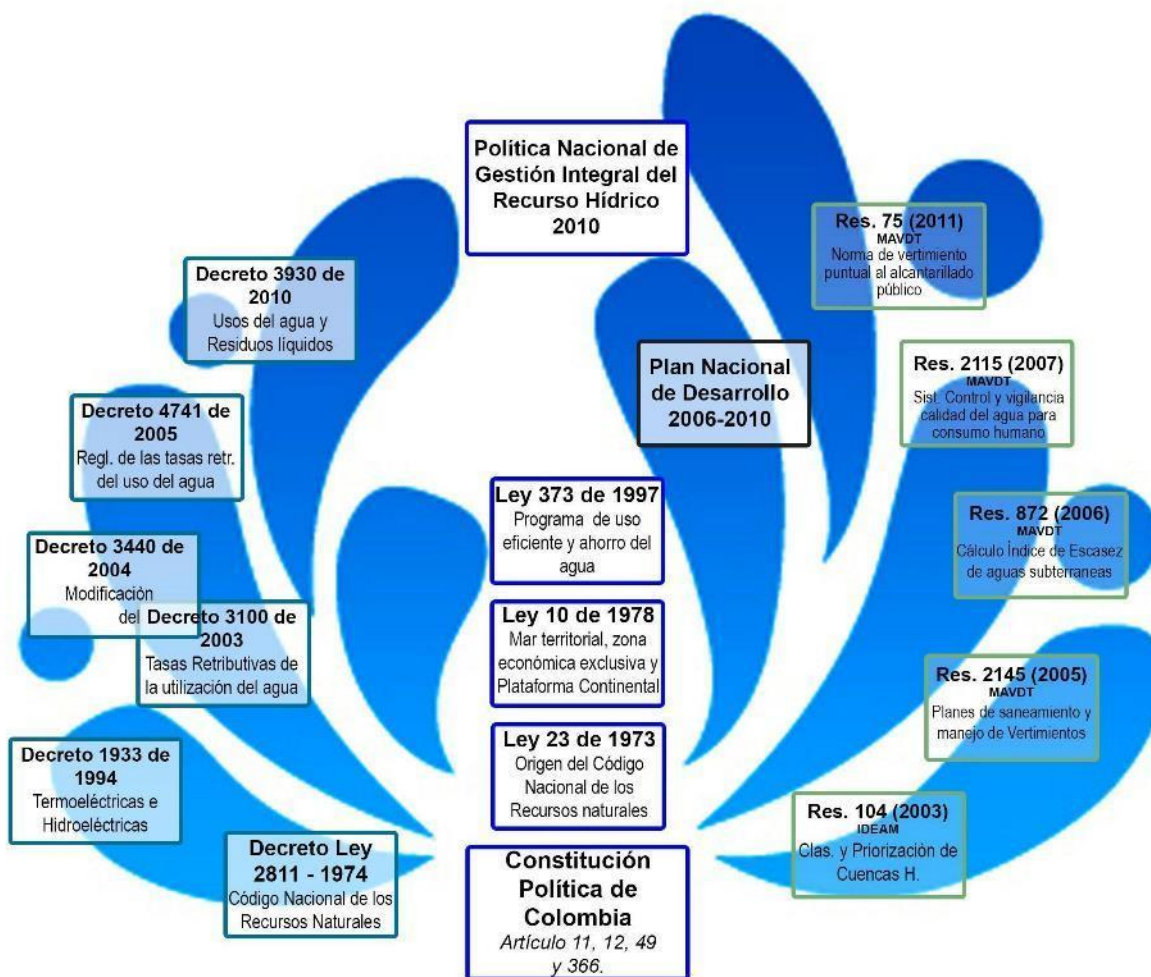 Politica Nacional de
Gestión Integral del
Recurso Hídrico
2010
Res. 75 (2011)
MAVDT
Norma de vertimiento
puntual al alcantarillado
público
Decreto 3930 de
2010
Usos del agua y
Residuos líquidos
Plan Nacional
de Desarrollo
2006-2010
Res. 2115 (2007)
MAVDT
Sist. Control y vigilancia
calidad del agua para
consumo humano
Decreto 4741 de
2005
Regl. de las tasas retr.
del uso del agua
Ley 373 de 1997
Programa de uso
eficiente y ahorro del
agua
Res. 872 (2006)
MAVDT
Cálculo Índice de Escasez
de aguas subterraneas
Decreto 3440 de
2004
Modificación
del
Decreto 3100 de
2003
Tasas Retributivas de
la utilización del agua
Ley 10 de 1978
Mar territorial, zona
económica exclusiva y
Plataforma Continental
Res. 2145 (2005)
MAVDT
Planes de saneamiento y
manejo de Vertimientos
Decreto 1933 de
1994
Termoeléctricas e
Hidroeléctricas
Ley 23 de 1973
Origen del Código
Nacional de los
Recursos naturales
Res. 104 (2003)
IDEAM
Clas. y Priorización de
Cuencas H.
Decreto Ley
2811 - 1974
Código Nacional de los
Recursos Naturales
Constitución
Política de
Colombia
Artículo 11, 12, 49
y 366.